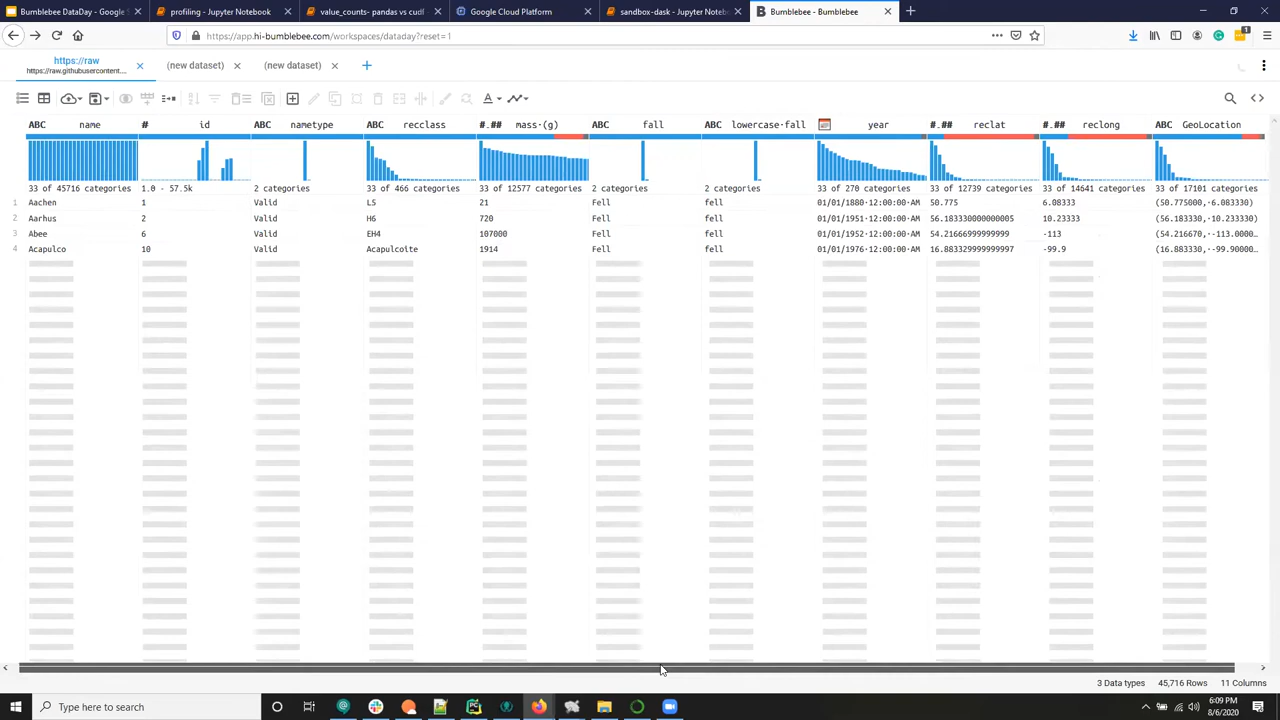 Bumblebee DataDay - Google S
profiling - Jupyter Notebook
value_counts- pandas vs cudf
Google Cloud Platform
sandbox-dask - Jupyter Notebo
Bumblebee - Bumblebee
https://app.hi-bumblebee.com/workspaces/dataday?reset=1
https://raw
https://raw.githubusercontent....
(new dataset)
(new dataset)
ABC name # id ABC nametype ABC recclass #.## mass·(g) ABC fall ABC lowercase·fall year #.## reclat #.## reclong ABC GeoLocation
33 of 45716 categories 1.0 - 57.5k 2 categories 33 of 466 categories 33 of 12577 categories 2 categories 2 categories 33 of 270 categories 33 of 12739 categories 33 of 14641 categories 33 of 17101 categories
1 Aachen 1 Valid L5 21 Fell fell 01/01/1880·12:00:00·AM 50.775 6.08333 (50.775000,·6.083330)
2 Aarhus 2 Valid H6 720 Fell fell 01/01/1951·12:00:00·AM 56.183330000000005 10.23333 (56.183330,·10.233330)
3 Abee 6 Valid EH4 107000 Fell fell 01/01/1952·12:00:00·AM 54.21666999999999 -113 (54.216670,·-113.0000...
4 Acapulco 10 Valid Acapulcoite 1914 Fell fell 01/01/1976·12:00:00·AM 16.883329999999997 -99.9 (16.883330,·-99.90000...
3 Data types 45,716 Rows 11 Columns
Type here to search
6:09 PM
8/6/2020